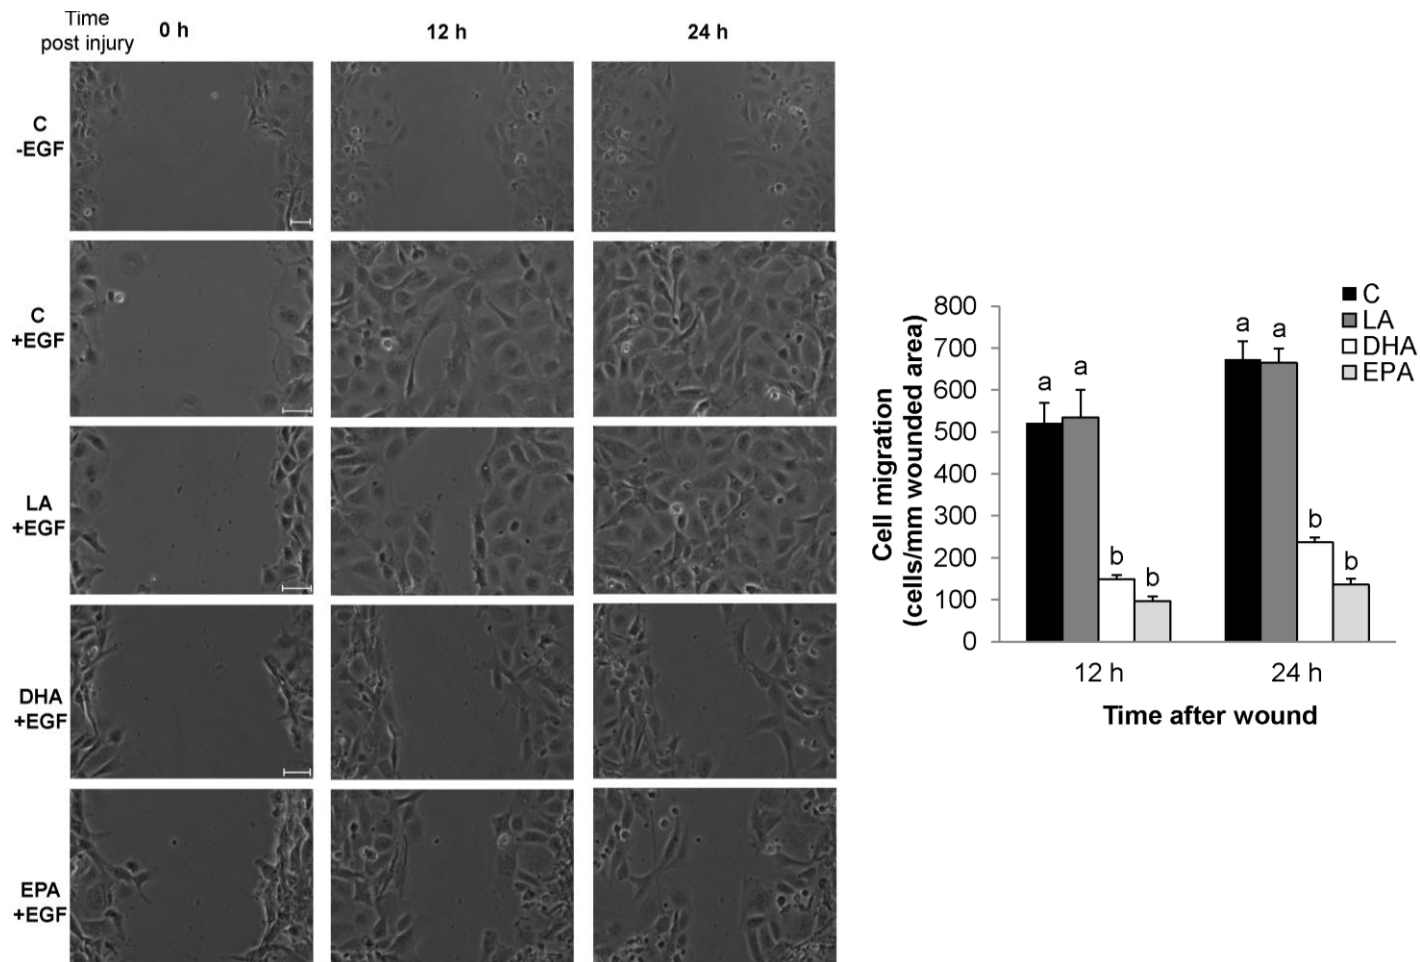 Time
post injury
0 h
12 h
24 h
C
-EGF
C
+EGF
LA
+EGF
DHA
+EGF
EPA
+EGF
Cell migration
(cells/mm wounded area)
800
700
600
500
400
300
200
100
0
a
a
b
b
a
a
b
b
C
LA
DHA
EPA
12 h
24 h
Time after wound